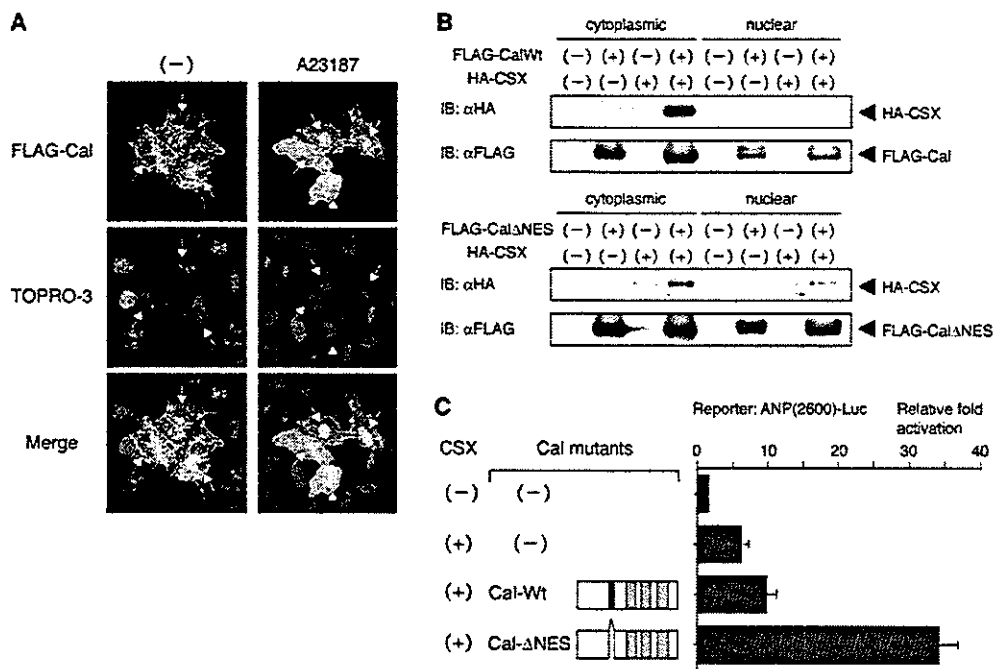 A
(−) A23187
FLAG-Cal
TOPRO-3
Merge
B
cytoplasmic nuclear
FLAG-CalWt (−) (+) (−) (+) (−) (+) (−) (+)
HA-CSX (−) (−) (+) (+) (−) (−) (+) (+)
IB: αHA HA-CSX
IB: αFLAG FLAG-Cal
cytoplasmic nuclear
FLAG-CalΔNES (−) (+) (−) (+) (−) (+) (−) (+)
HA-CSX (−) (−) (+) (+) (−) (−) (+) (+)
IB: αHA HA-CSX
IB: αFLAG FLAG-CalΔNES
C
Reporter: ANP(2600)-Luc Relative fold
activation
CSX Cal mutants
0 10 20 30 40
(−) (−)
(+) (−)
(+) Cal-Wt
(+) Cal-ΔNES